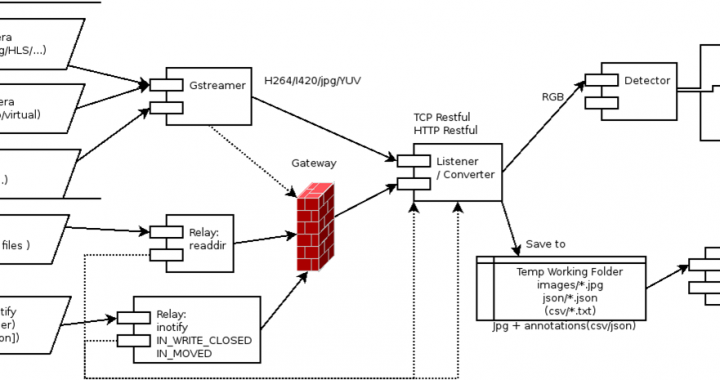 era
g/HLS/...)
era
o/virtual)
.)
files )
tify
er)
on])
Gstreamer
H264/I420/jpg/YUV
Gateway
Relay:
readdir
Relay:
inotify
IN_WRITE_CLOSED
IN_MOVED
TCP Restful
HTTP Restful
Listener
/ Converter
RGB
Detector
Save to
Temp Working Folder
images/*.jpg
json/*.json
(csv/*.txt)
Jpg + annotations(csv/json)